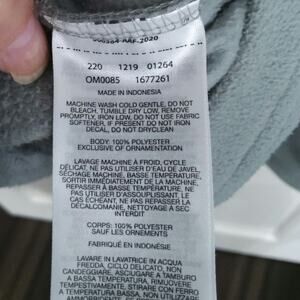 566384-AAF-2020
220 1219 01264
OM0085 1677261
MADE IN INDONESIA
MACHINE WASH COLD GENTLE, DO NOT
BLEACH, TUMBLE DRY LOW, REMOVE
PROMPTLY, IRON LOW, DO NOT USE FABRIC
SOFTENER, IF PRESENT DO NOT IRON
DECAL, DO NOT DRYCLEAN
BODY: 100% POLYESTER
EXCLUSIVE OF ORNAMENTATION
LAVAGE MACHINE À FROID, CYCLE
DÉLICAT, NE PAS UTILISER D'EAU DE JAVEL,
SÉCHAGE MACHINE, BASSE TEMPÉRATURE,
SORTIR IMMÉDIATEMENT DE LA MACHINE,
REPASSER À BASSE TEMPÉRATURE, NE
PAS UTILISER D'ASSOUPLISSANT, LE
CAS ÉCHÉANT, NE PAS REPASSER LA
DÉCALCOMANIE, NETTOYAGE À SEC
INTERDIT
CORPS: 100% POLYESTER
SAUF LES ORNEMENTS
FABRIQUÉ EN INDONÉSIE
LAVARE IN LAVATRICE IN ACQUA
FREDDA, CICLO DELICATO, NON
CANDEGGIARE, ASCIUGARE A TAMBURO
A BASSA TEMPERATURA, RIMUOVERE